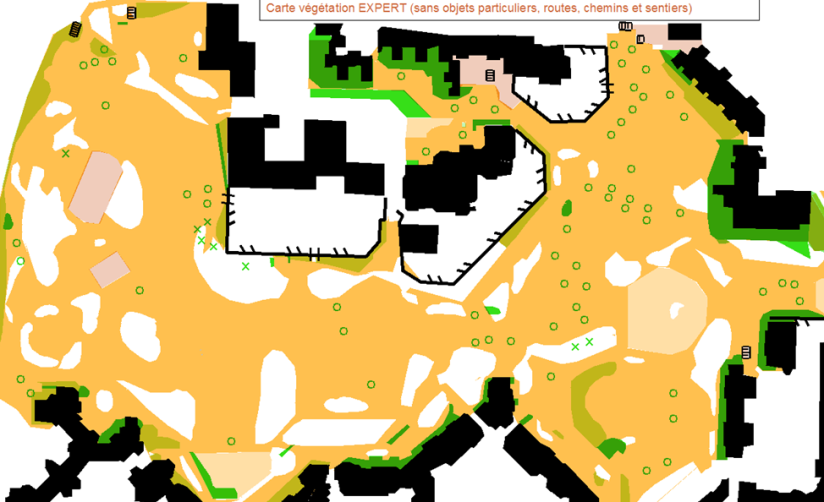 Carte végétation EXPERT (sans objets particuliers, routes, chemins et sentiers)